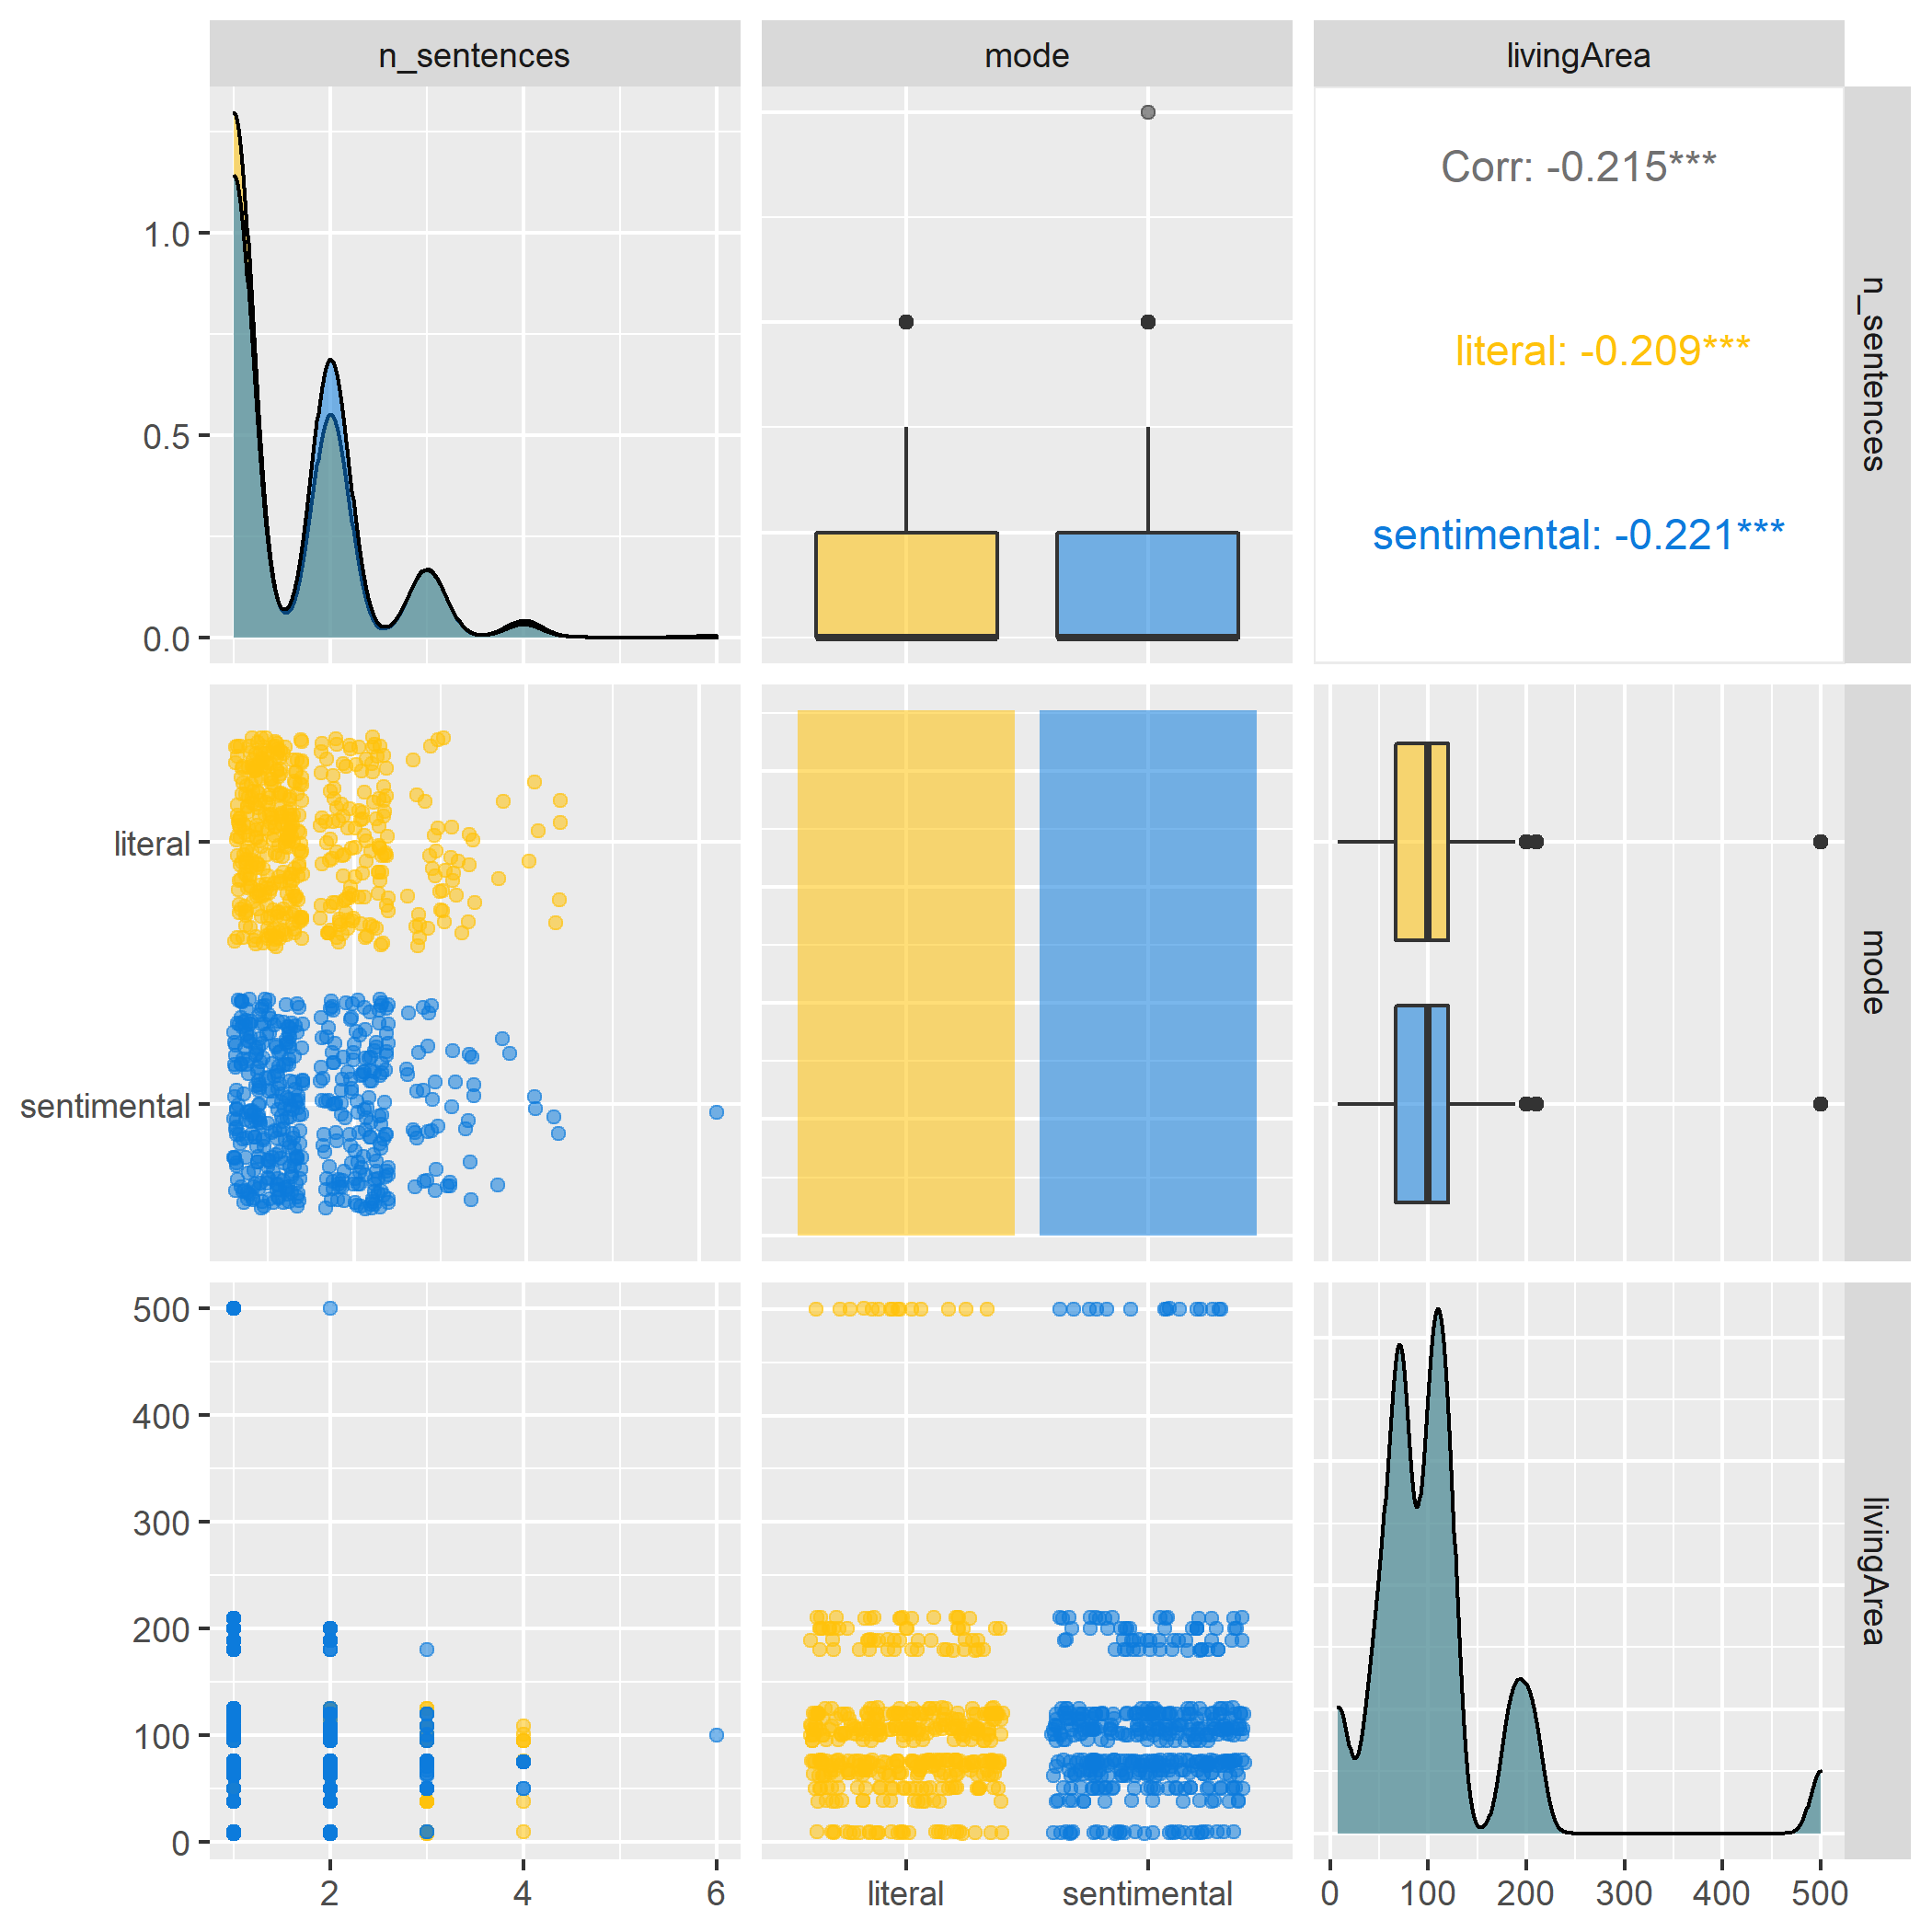 n_sentences
mode
livingArea
1.0
0.5
0.0
Corr: -0.215***
literal: -0.209***
sentimental: -0.221***
n_sentences
literal
sentimental
mode
500
400
300
200
100
0
livingArea
2 4 6
literal sentimental
0 100 200 300 400 500